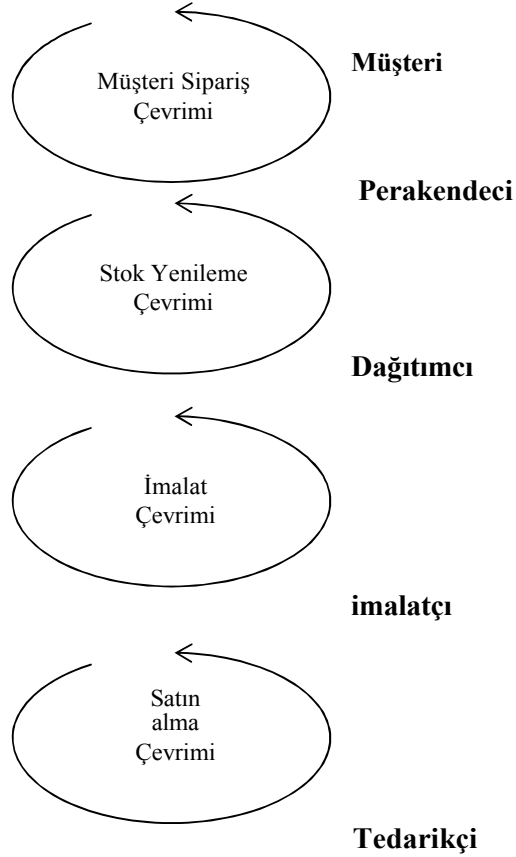 Müşteri
Müşteri Sipariş
Çevrimi
Perakendeci
Stok Yenileme
Çevrimi
Dağıtımcı
İmalat
Çevrimi
imalatçı
Satın
alma
Çevrimi
Tedarikçi